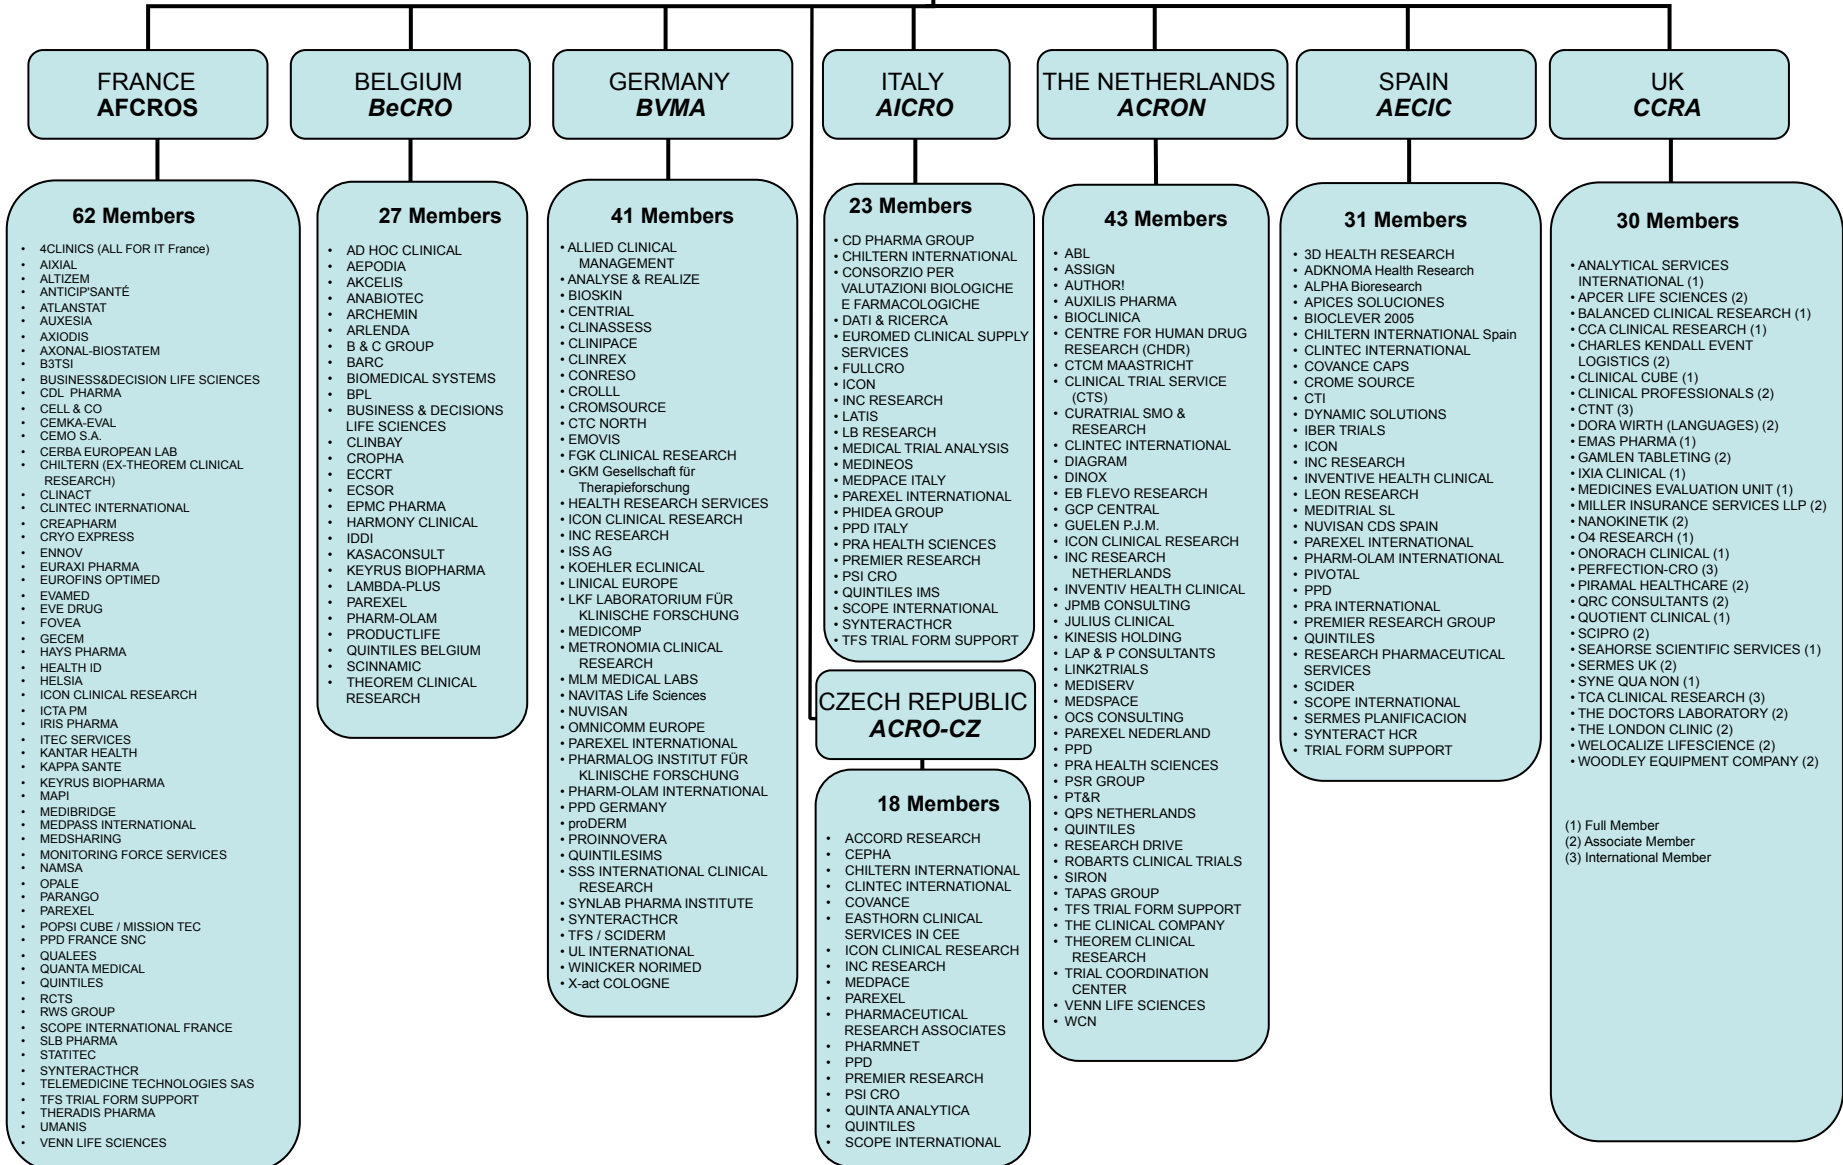 FRANCE
AFCROS
BELGIUM
BeCRO
GERMANY
BVMA
ITALY
AICRO
THE NETHERLANDS
ACRON
SPAIN
AECIC
UK
CCRA
62 Members
• 4CLINICS (ALL FOR IT France)
• AIXIAL
• ALTIZEM
• ANTICIP'SANTÉ
• ATLANSTAT
• AUXESIA
• AXIODIS
• AXONAL-BIOSTATEM
• B3TSI
• BUSINESS&DECISION LIFE SCIENCES
• CDL PHARMA
• CELL & CO
• CEMKA-EVAL
• CEMO S.A.
• CERBA EUROPEAN LAB
• CHILTERN (EX-THEOREM CLINICAL
RESEARCH)
• CLINACT
• CLINTEC INTERNATIONAL
• CREAPHARM
• CRYO EXPRESS
• ENNOV
• EURAXI PHARMA
• EUROFINS OPTIMED
• EVAMED
• EVE DRUG
• FOVEA
• GECEM
• HAYS PHARMA
• HEALTH ID
• HELSIA
• ICON CLINICAL RESEARCH
• ICTA PM
• IRIS PHARMA
• ITEC SERVICES
• KANTAR HEALTH
• KAPPA SANTE
• KEYRUS BIOPHARMA
• MAPI
• MEDIBRIDGE
• MEDPASS INTERNATIONAL
• MEDSHARING
• MONITORING FORCE SERVICES
• NAMSA
• OPALE
• PARANGO
• PAREXEL
• POPSI CUBE / MISSION TEC
• PPD FRANCE SNC
• QUALEES
• QUANTA MEDICAL
• QUINTILES
• RCTS
• RWS GROUP
• SCOPE INTERNATIONAL FRANCE
• SLB PHARMA
• STATITEC
• SYNTERACTHCR
• TELEMEDICINE TECHNOLOGIES SAS
• TFS TRIAL FORM SUPPORT
• THERADIS PHARMA
• UMANIS
• VENN LIFE SCIENCES
27 Members
• AD HOC CLINICAL
• AEPODIA
• AKCELIS
• ANABIOTEC
• ARCHEMIN
• ARLENDA
• B & C GROUP
• BARC
• BIOMEDICAL SYSTEMS
• BPL
• BUSINESS & DECISIONS
LIFE SCIENCES
• CLINBAY
• CROPHA
• ECCRT
• ECSOR
• EPMC PHARMA
• HARMONY CLINICAL
• IDDI
• KASACONSULT
• KEYRUS BIOPHARMA
• LAMBDA-PLUS
• PAREXEL
• PHARM-OLAM
• PRODUCTLIFE
• QUINTILES BELGIUM
• SCINNAMIC
• THEOREM CLINICAL
RESEARCH
41 Members
• ALLIED CLINICAL
MANAGEMENT
• ANALYSE & REALIZE
• BIOSKIN
• CENTRIAL
• CLINASSESS
• CLINIPACE
• CLINREX
• CONRESO
• CROLLL
• CROMSOURCE
• CTC NORTH
• EMOVIS
• FGK CLINICAL RESEARCH
• GKM Gesellschaft für
Therapieforschung
• HEALTH RESEARCH SERVICES
• ICON CLINICAL RESEARCH
• INC RESEARCH
• ISS AG
• KOEHLER ECLINICAL
• LINICAL EUROPE
• LKF LABORATORIUM FÜR
KLINISCHE FORSCHUNG
• MEDICOMP
• METRONOMIA CLINICAL
RESEARCH
• MLM MEDICAL LABS
• NAVITAS Life Sciences
• NUVISAN
• OMNICOMM EUROPE
• PAREXEL INTERNATIONAL
• PHARMALOG INSTITUT FÜR
KLINISCHE FORSCHUNG
• PHARM-OLAM INTERNATIONAL
• PPD GERMANY
• proDERM
• PROINNOVERA
• QUINTILESIMS
• SSS INTERNATIONAL CLINICAL
RESEARCH
• SYNLAB PHARMA INSTITUTE
• SYNTERACTHCR
• TFS / SCIDERM
• UL INTERNATIONAL
• WINICKER NORIMED
• X-act COLOGNE
23 Members
• CD PHARMA GROUP
• CHILTERN INTERNATIONAL
• CONSORZIO PER
VALUTAZIONI BIOLOGICHE
E FARMACOLOGICHE
• DATI & RICERCA
• EUROMED CLINICAL SUPPLY
SERVICES
• FULLCRO
• ICON
• INC RESEARCH
• LATIS
• LB RESEARCH
• MEDICAL TRIAL ANALYSIS
• MEDINEOS
• MEDPACE ITALY
• PAREXEL INTERNATIONAL
• PHIDEA GROUP
• PPD ITALY
• PRA HEALTH SCIENCES
• PREMIER RESEARCH
• PSI CRO
• QUINTILES IMS
• SCOPE INTERNATIONAL
• SYNTERACTHCR
• TFS TRIAL FORM SUPPORT
CZECH REPUBLIC
ACRO-CZ
18 Members
• ACCORD RESEARCH
• CEPHA
• CHILTERN INTERNATIONAL
• CLINTEC INTERNATIONAL
• COVANCE
• EASTHORN CLINICAL
SERVICES IN CEE
• ICON CLINICAL RESEARCH
• INC RESEARCH
• MEDPACE
• PAREXEL
• PHARMACEUTICAL
RESEARCH ASSOCIATES
• PHARMNET
• PPD
• PREMIER RESEARCH
• PSI CRO
• QUINTA ANALYTICA
• QUINTILES
• SCOPE INTERNATIONAL
43 Members
• ABL
• ASSIGN
• AUTHOR!
• AUXILIS PHARMA
• BIOCLINICA
• CENTRE FOR HUMAN DRUG
RESEARCH (CHDR)
• CTCM MAASTRICHT
• CLINICAL TRIAL SERVICE
(CTS)
• CURATRIAL SMO &
RESEARCH
• CLINTEC INTERNATIONAL
• DIAGRAM
• DINOX
• EB FLEVO RESEARCH
• GCP CENTRAL
• GUELEN P.J.M.
• ICON CLINICAL RESEARCH
• INC RESEARCH
NETHERLANDS
• INVENTIV HEALTH CLINICAL
• JPMB CONSULTING
• JULIUS CLINICAL
• KINESIS HOLDING
• LAP & P CONSULTANTS
• LINK2TRIALS
• MEDISERV
• MEDSPACE
• OCS CONSULTING
• PAREXEL NEDERLAND
• PPD
• PRA HEALTH SCIENCES
• PSR GROUP
• PT&R
• QPS NETHERLANDS
• QUINTILES
• RESEARCH DRIVE
• ROBARTS CLINICAL TRIALS
• SIRON
• TAPAS GROUP
• TFS TRIAL FORM SUPPORT
• THE CLINICAL COMPANY
• THEOREM CLINICAL
RESEARCH
• TRIAL COORDINATION
CENTER
• VENN LIFE SCIENCES
• WCN
31 Members
• 3D HEALTH RESEARCH
• ADKNOMA Health Research
• ALPHA Bioresearch
• APICES SOLUCIONES
• BIOCLEVER 2005
• CHILTERN INTERNATIONAL Spain
• CLINTEC INTERNATIONAL
• COVANCE CAPS
• CROME SOURCE
• CTI
• DYNAMIC SOLUTIONS
• IBER TRIALS
• ICON
• INC RESEARCH
• INVENTIVE HEALTH CLINICAL
• LEON RESEARCH
• MEDITRIAL SL
• NUVISAN CDS SPAIN
• PAREXEL INTERNATIONAL
• PHARM-OLAM INTERNATIONAL
• PIVOTAL
• PPD
• PRA INTERNATIONAL
• PREMIER RESEARCH GROUP
• QUINTILES
• RESEARCH PHARMACEUTICAL
SERVICES
• SCIDER
• SCOPE INTERNATIONAL
• SERMES PLANIFICACION
• SYNTERACT HCR
• TRIAL FORM SUPPORT
30 Members
• ANALYTICAL SERVICES
INTERNATIONAL (1)
• APCER LIFE SCIENCES (2)
• BALANCED CLINICAL RESEARCH (1)
• CCA CLINICAL RESEARCH (1)
• CHARLES KENDALL EVENT
LOGISTICS (2)
• CLINICAL CUBE (1)
• CLINICAL PROFESSIONALS (2)
• CTNT (3)
• DORA WIRTH (LANGUAGES) (2)
• EMAS PHARMA (1)
• GAMLEN TABLETING (2)
• IXIA CLINICAL (1)
• MEDICINES EVALUATION UNIT (1)
• MILLER INSURANCE SERVICES LLP (2)
• NANOKINETIK (2)
• O4 RESEARCH (1)
• ONORACH CLINICAL (1)
• PERFECTION-CRO (3)
• PIRAMAL HEALTHCARE (2)
• QRC CONSULTANTS (2)
• QUOTIENT CLINICAL (1)
• SCIPRO (2)
• SEAHORSE SCIENTIFIC SERVICES (1)
• SERMES UK (2)
• SYNE QUA NON (1)
• TCA CLINICAL RESEARCH (3)
• THE DOCTORS LABORATORY (2)
• THE LONDON CLINIC (2)
• WELOCALIZE LIFESCIENCE (2)
• WOODLEY EQUIPMENT COMPANY (2)
(1) Full Member
(2) Associate Member
(3) International Member